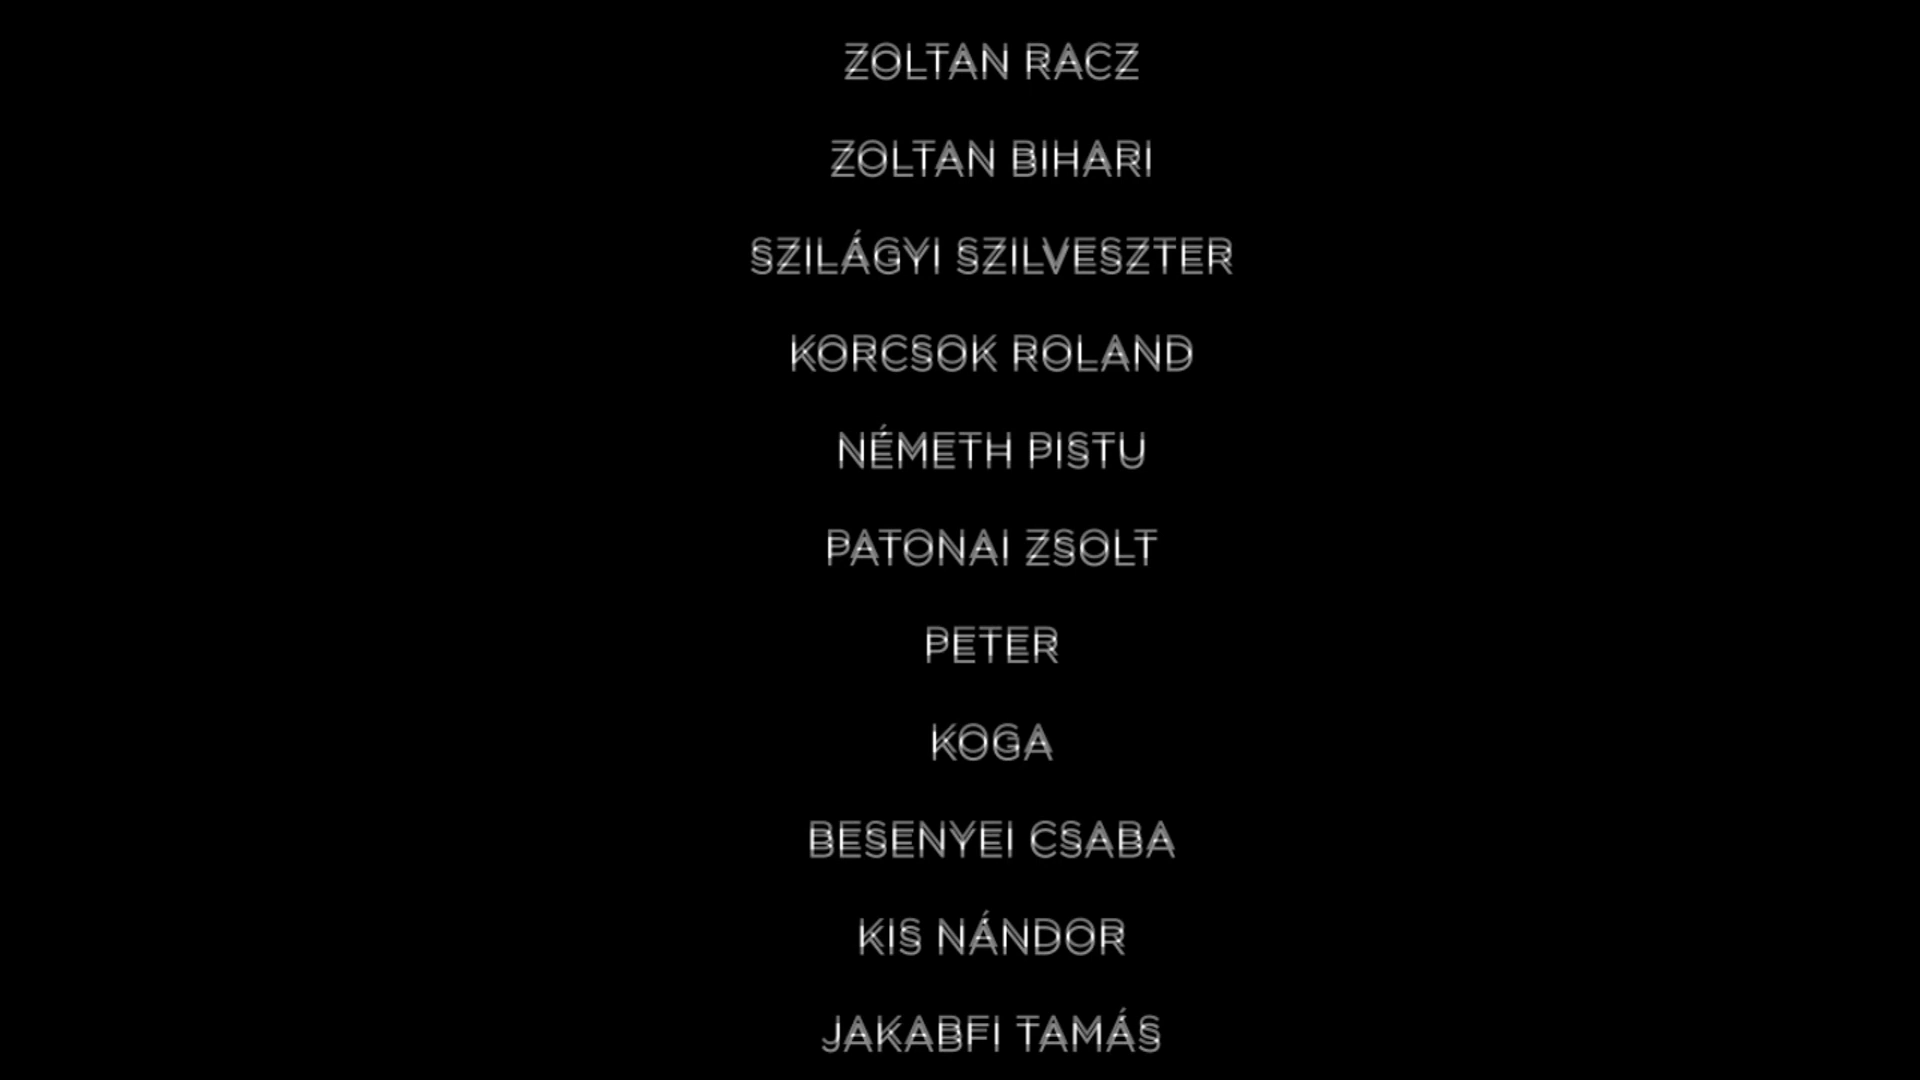 ZOLTAN RACZ
ZOLTAN BIHARI
SZILÁGYI SZILVESZTER
KORCSOK ROLAND
NÉMETH PISTU
PATONAI ZSOLT
PETER
KOGA
BESENYEI CSABA
KIS NÁNDOR
JAKABFI TAMÁS